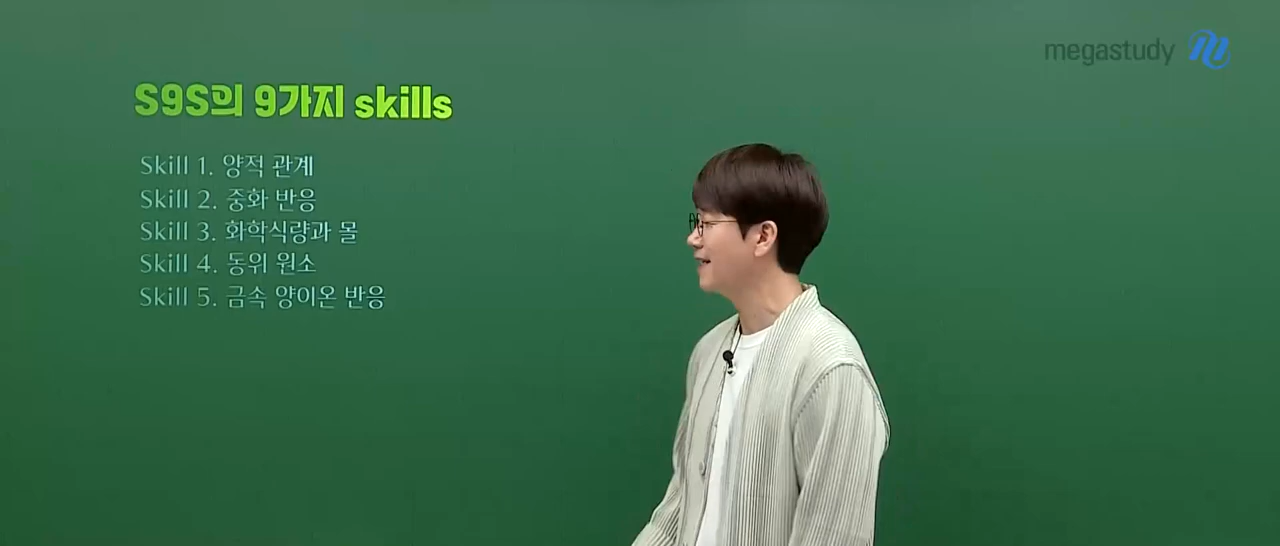 megastudy
S9S의 9가지 skills
Skill 1. 양적 관계
Skill 2. 중화 반응
Skill 3. 화학식량과 몰
Skill 4. 동위 원소
Skill 5. 금속 양이온 반응